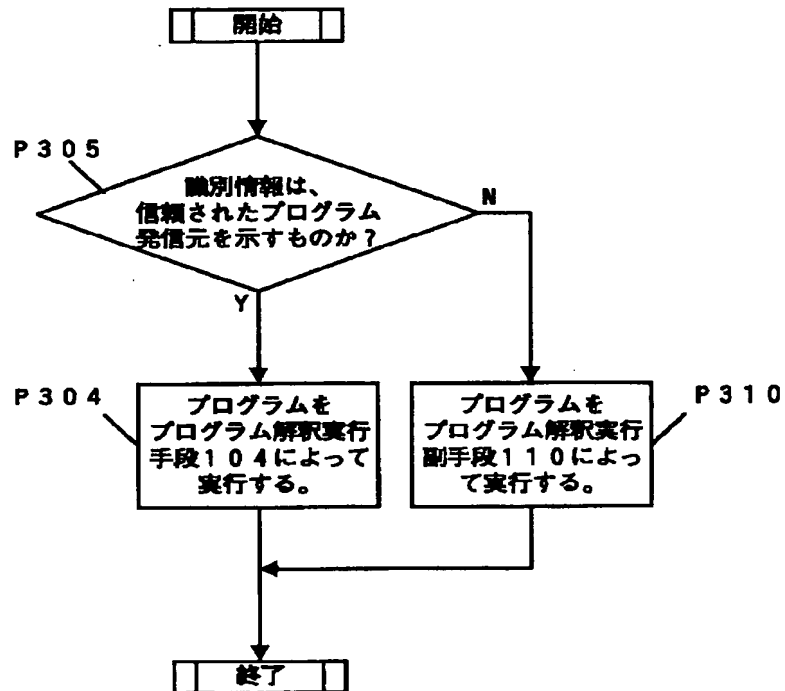 開始
P305
識別情報は、
信頼されたプログラム
発信元を示すものか?
N
Y
P304
プログラムを
プログラム解釈実行
手段104によって
実行する。
プログラムを
プログラム解釈実行
副手段110によっ
て実行する。
P310
終了